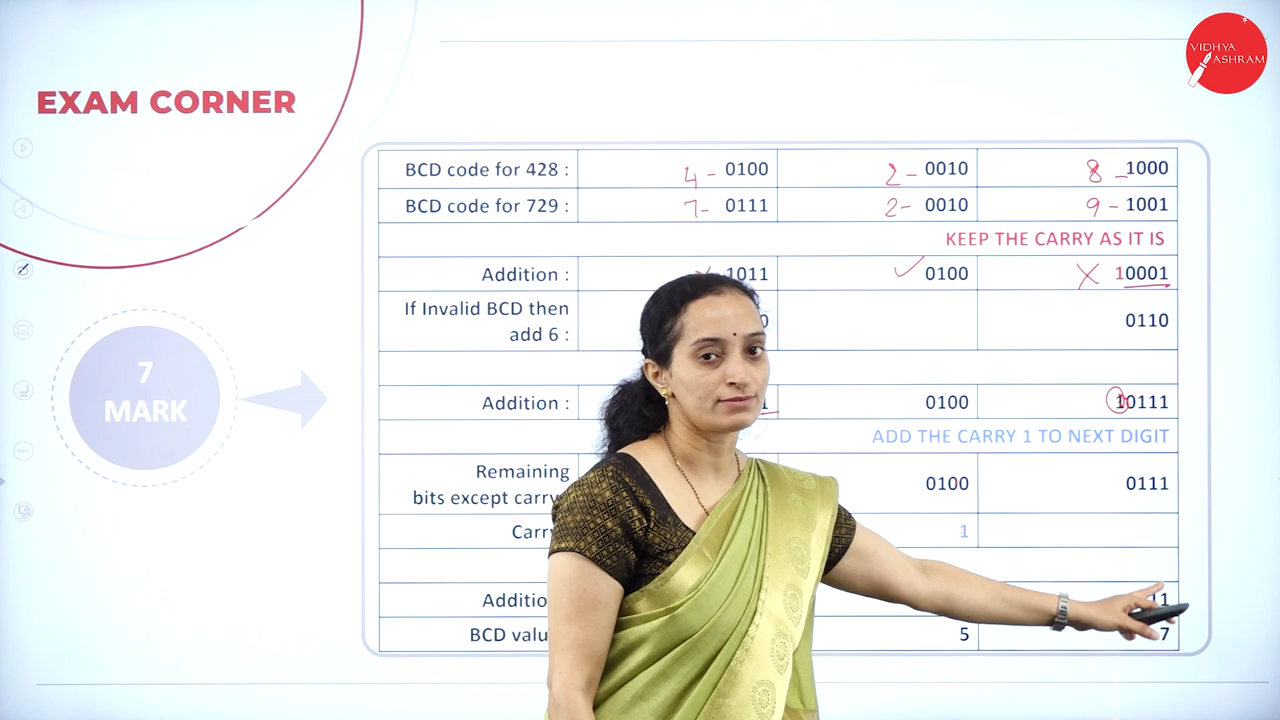 VIDHYA
ASHRAM
EXAM CORNER
7
MARK
BCD code for 428 : 4 - 0100 2 - 0010 8 - 1000
BCD code for 729 : 7- 0111 2- 0010 9 - 1001
KEEP THE CARRY AS IT IS
Addition : 1011 ✓ 0100 X 10001
If Invalid BCD then
add 6 : 0110
Addition : 0100 10111
ADD THE CARRY 1 TO NEXT DIGIT
Remaining
bits except carry 0100 0111
Carry 1
Additio
BCD valu 5 7